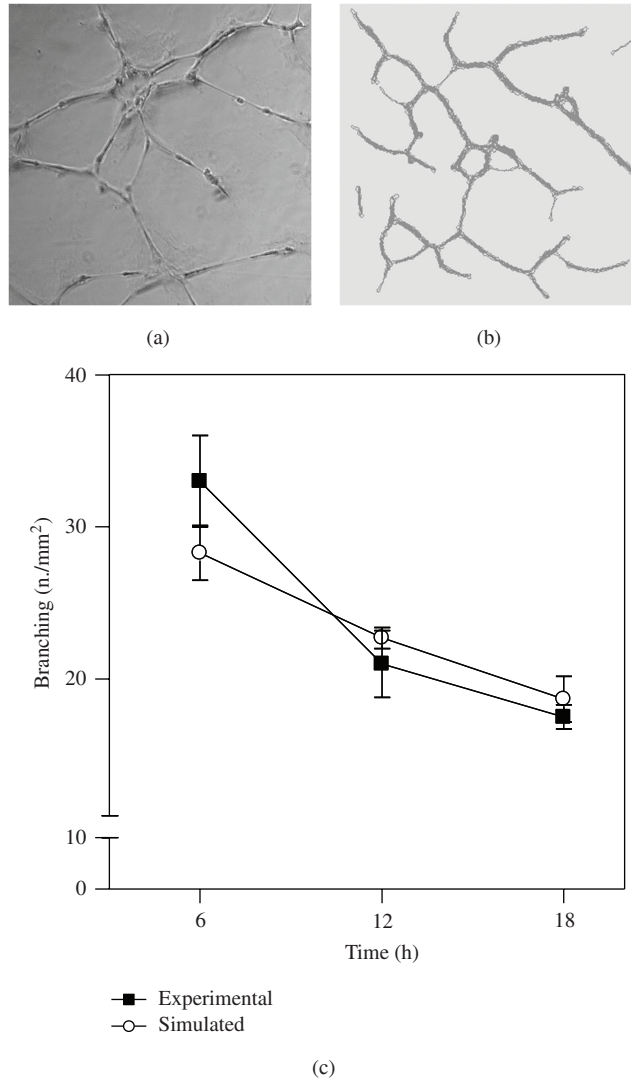 (a)
(b)
40
30
20
10
0
Branching (n./mm²)
6
12
18
Time (h)
Experimental
Simulated
(c)